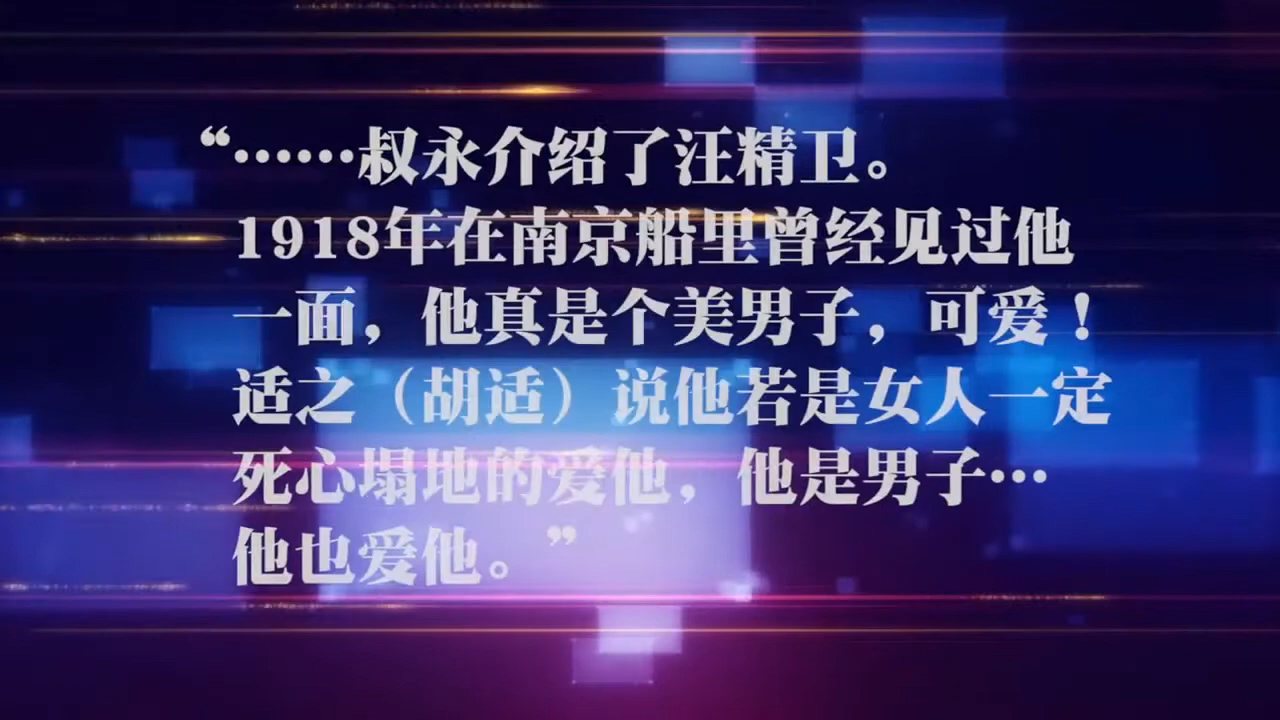 “……叔永介绍了汪精卫。
1918年在南京船里曾经见过他
一面，他真是个美男子，可爱！
适之（胡适）说他若是女人一定
死心塌地的爱他，他是男子…
他也爱他。”